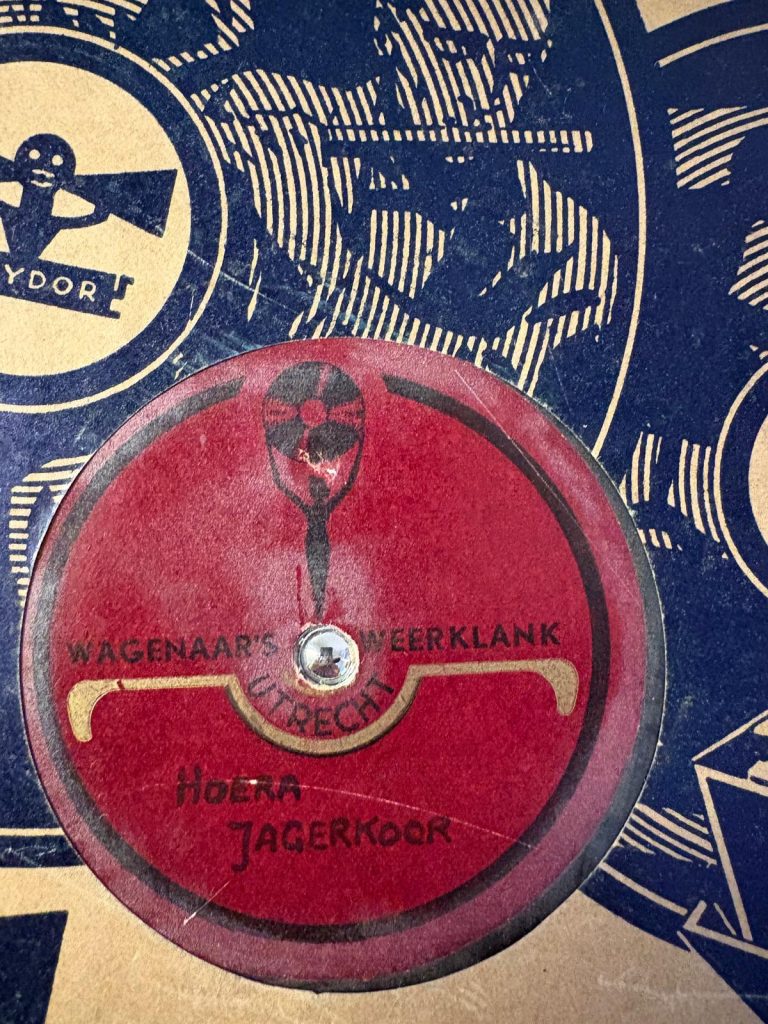 YDOR
WAGENAAR'S WEERKLANK
UTRECHT
HOERA
JAGERKOOR